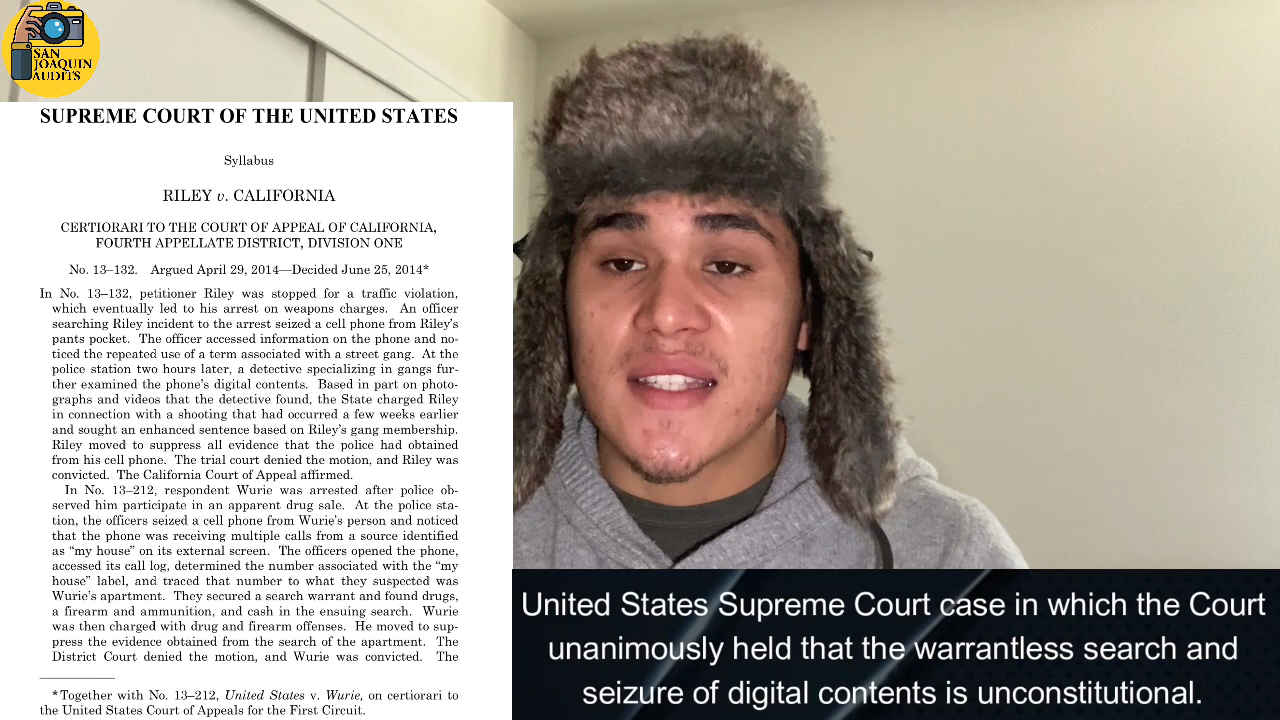 SAN
JOAQUIN
AUDITS
SUPREME COURT OF THE UNITED STATES
Syllabus
RILEY v. CALIFORNIA
CERTIORARI TO THE COURT OF APPEAL OF CALIFORNIA,
FOURTH APPELLATE DISTRICT, DIVISION ONE
No. 13–132. Argued April 29, 2014—Decided June 25, 2014*
In No. 13–132, petitioner Riley was stopped for a traffic violation,
which eventually led to his arrest on weapons charges. An officer
searching Riley incident to the arrest seized a cell phone from Riley's
pants pocket. The officer accessed information on the phone and no-
ticed the repeated use of a term associated with a street gang. At the
police station two hours later, a detective specializing in gangs fur-
ther examined the phone's digital contents. Based in part on photo-
graphs and videos that the detective found, the State charged Riley
in connection with a shooting that had occurred a few weeks earlier
and sought an enhanced sentence based on Riley's gang membership.
Riley moved to suppress all evidence that the police had obtained
from his cell phone. The trial court denied the motion, and Riley was
convicted. The California Court of Appeal affirmed.
In No. 13–212, respondent Wurie was arrested after police ob-
served him participate in an apparent drug sale. At the police sta-
tion, the officers seized a cell phone from Wurie's person and noticed
that the phone was receiving multiple calls from a source identified
as “my house” on its external screen. The officers opened the phone,
accessed its call log, determined the number associated with the “my
house” label, and traced that number to what they suspected was
Wurie's apartment. They secured a search warrant and found drugs,
a firearm and ammunition, and cash in the ensuing search. Wurie
was then charged with drug and firearm offenses. He moved to sup-
press the evidence obtained from the search of the apartment. The
District Court denied the motion, and Wurie was convicted. The
*Together with No. 13–212, United States v. Wurie, on certiorari to
the United States Court of Appeals for the First Circuit.
United States Supreme Court case in which the Court
unanimously held that the warrantless search and
seizure of digital contents is unconstitutional.